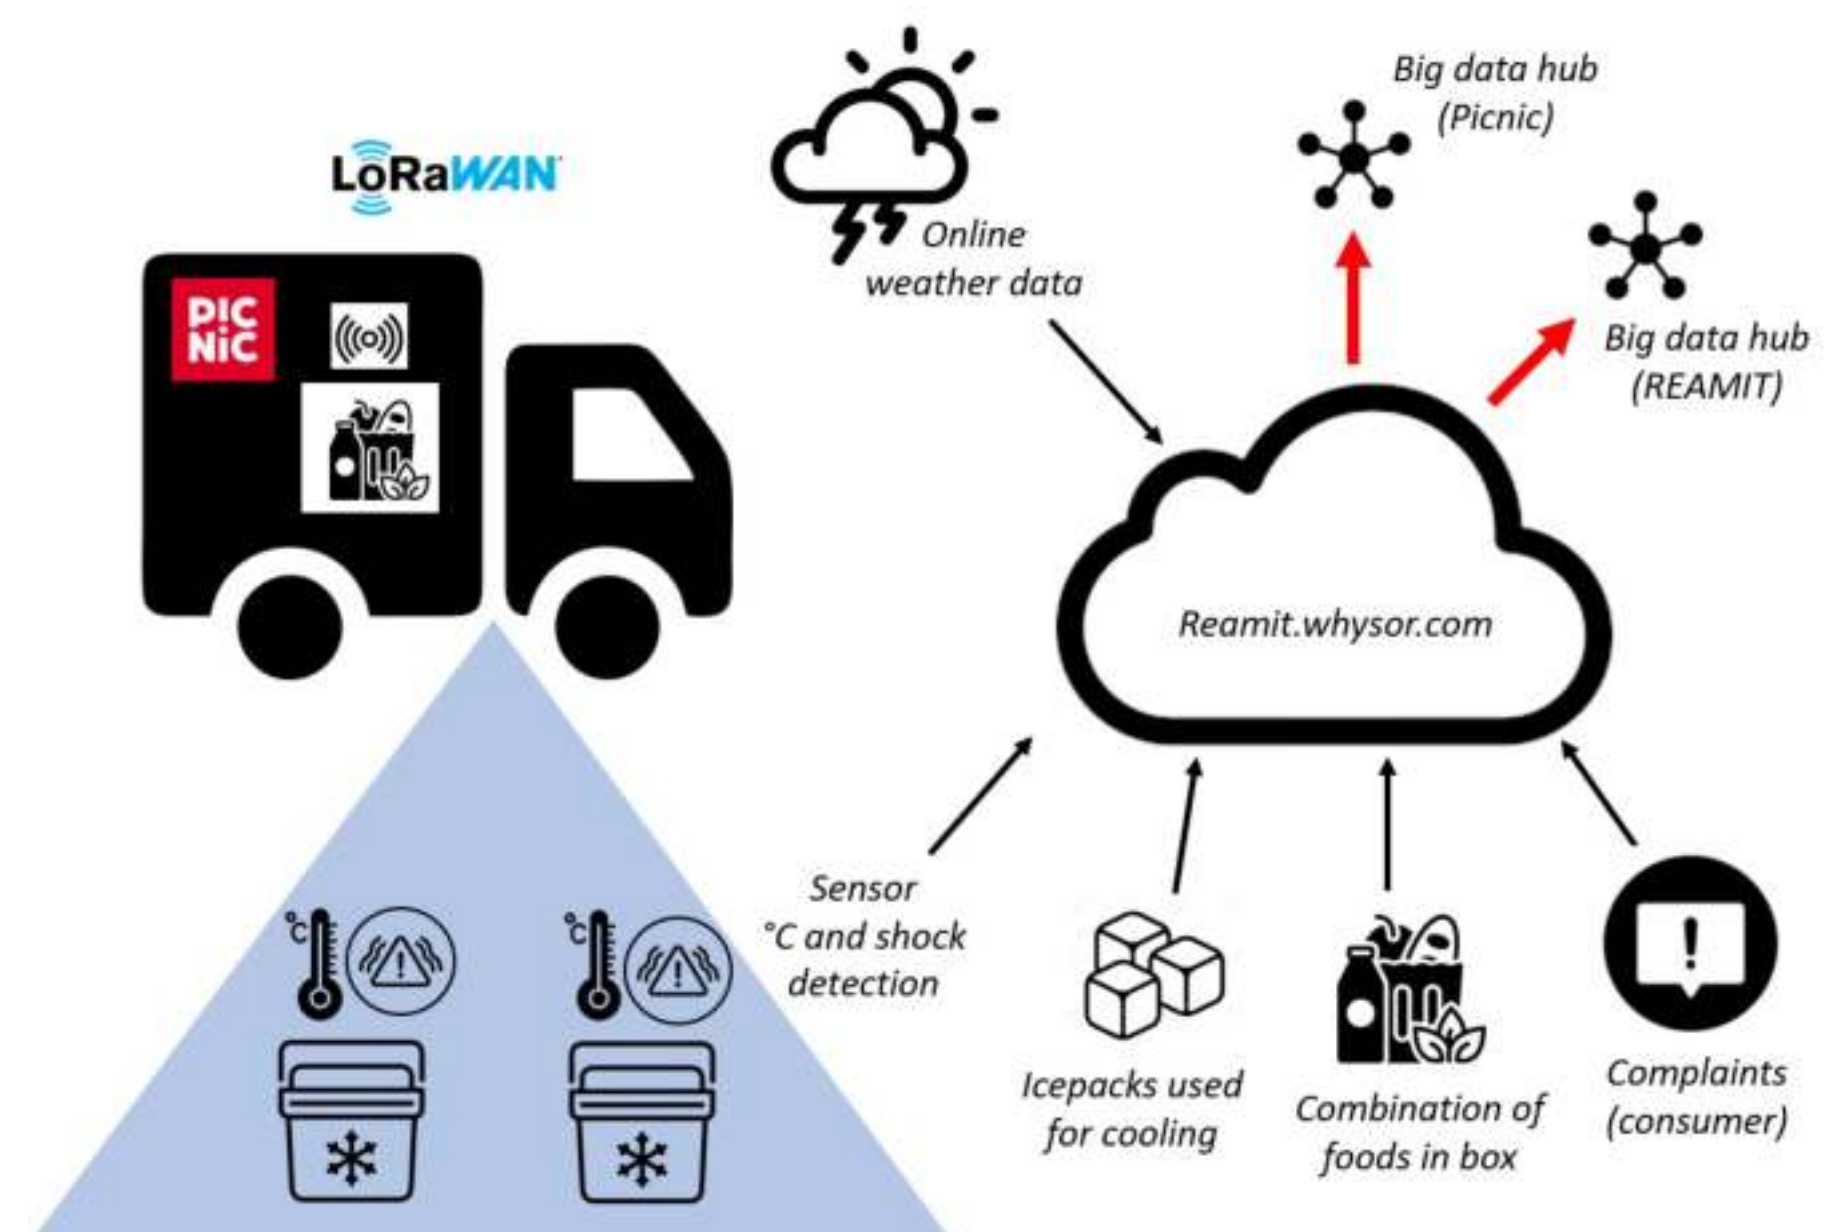 LoRaWAN
PIC
NiC
°C
°C
Online
weather data
Big data hub
(Picnic)
Big data hub
(REAMIT)
Reamit.whysor.com
Sensor
°C and shock
detection
Icepacks used
for cooling
Combination of
foods in box
Complaints
(consumer)